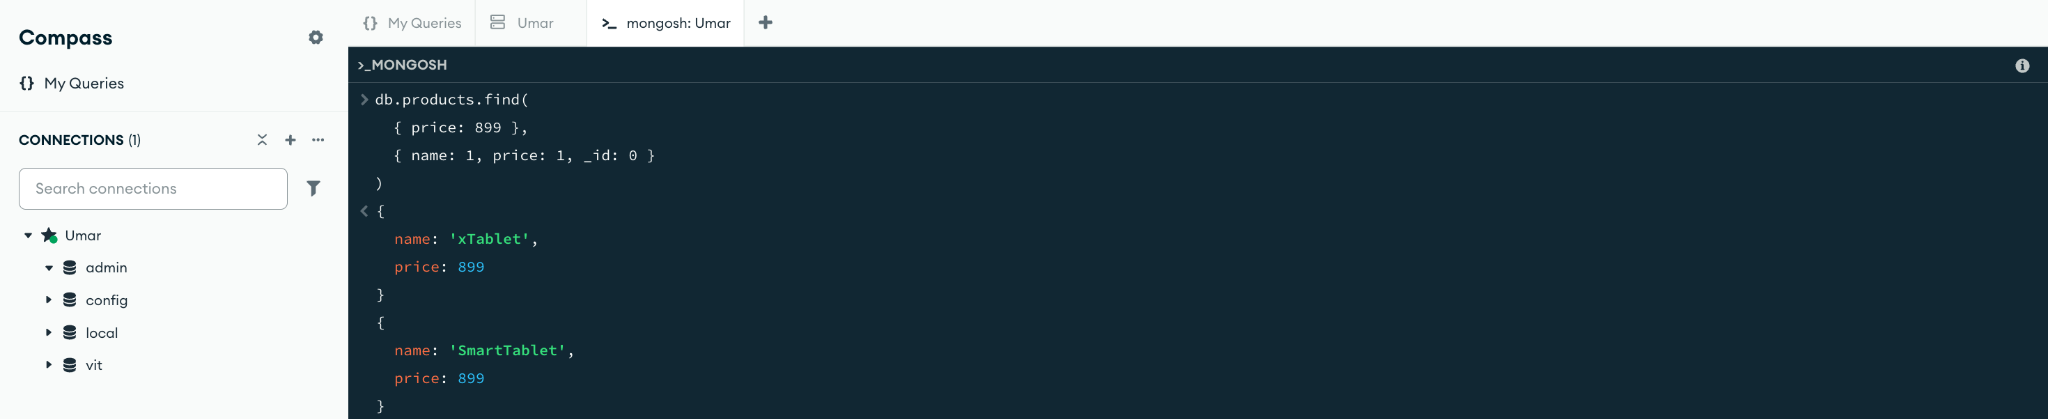 Compass
My Queries
CONNECTIONS (1)
Search connections
Umar
admin
config
local
vit
{} My Queries
Umar
>_ mongosh: Umar
>_MONGOSH
db.products.find(
{ price: 899 },
{ name: 1, price: 1, _id: 0 }
)
{
name: 'xTablet',
price: 899
}
{
name: 'SmartTablet',
price: 899
}